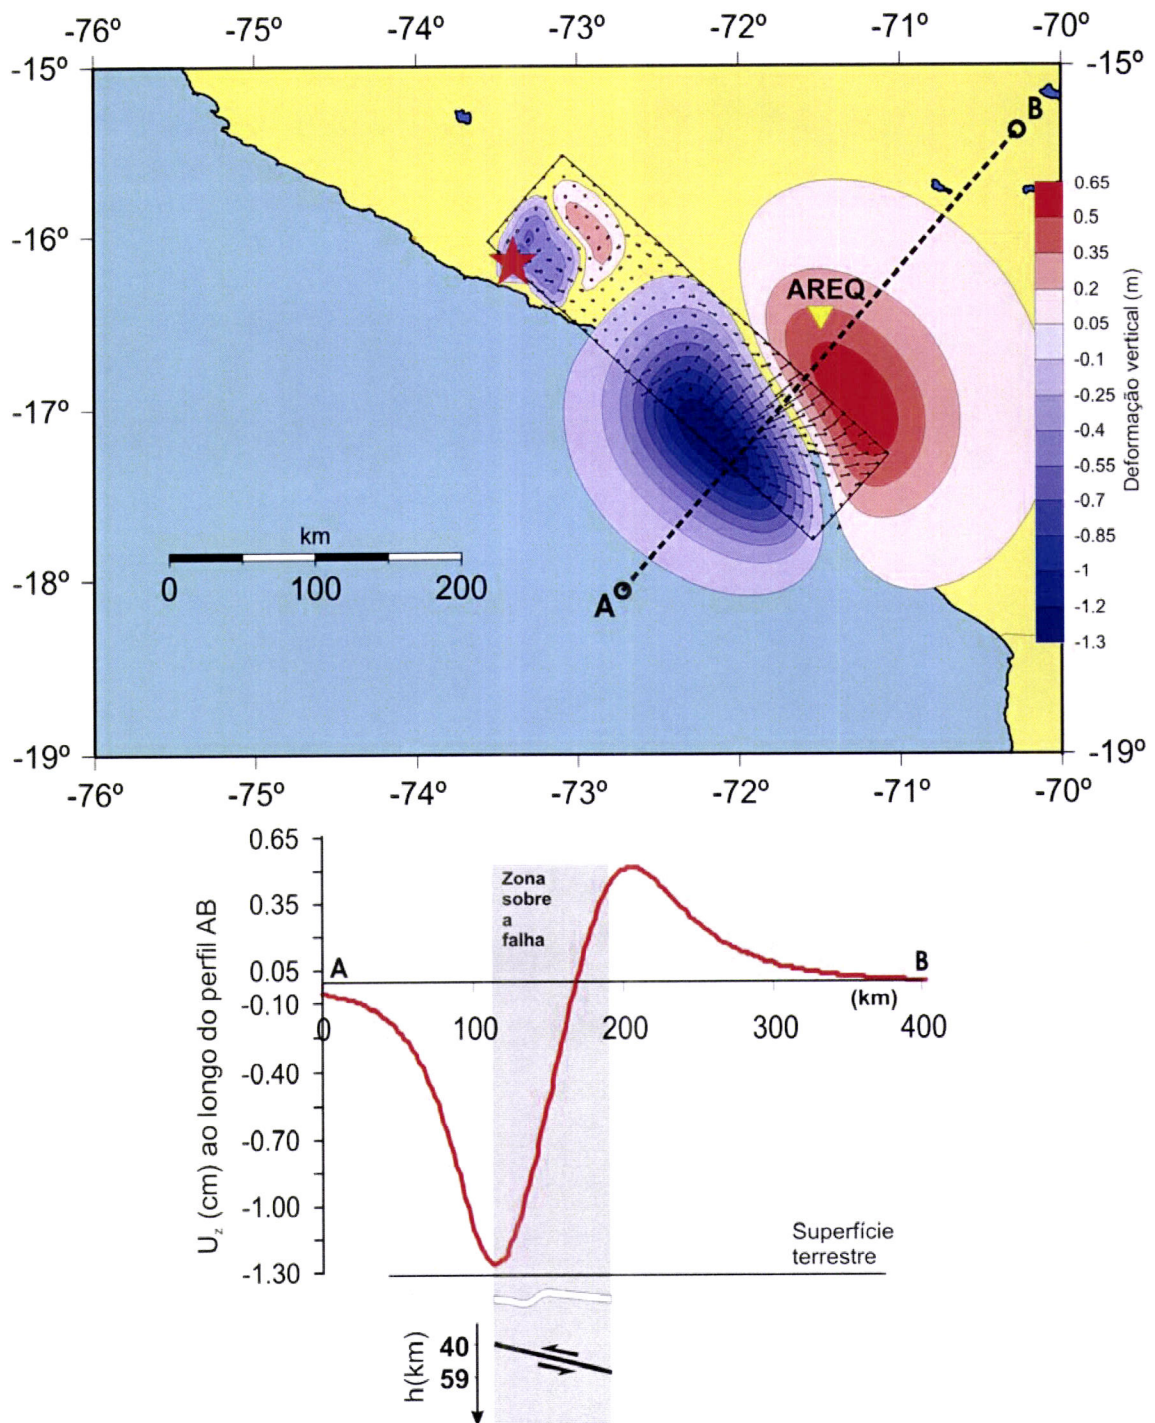 -76º -75º -74º -73º -72º -71º -70º
-15º -15º
B
0.65
-16º
0.5
0.35
AREQ
0.2
0.05
-0.1
-17º
-0.25
-0.4
-0.55
-0.7
-0.85
-1
-1.2
-1.3
Deformação vertical (m)
km
0 100 200
-18º
A
-19º -19º
-76º -75º -74º -73º -72º -71º -70º
0.65
0.35
0.05
-0.10
-0.40
-0.70
-1.00
-1.30
Uz (cm) ao longo do perfil AB
Zona
sobre
a
falha
A B
(km)
0 100 200 300 400
Superfície
terrestre
h(km)
40
59